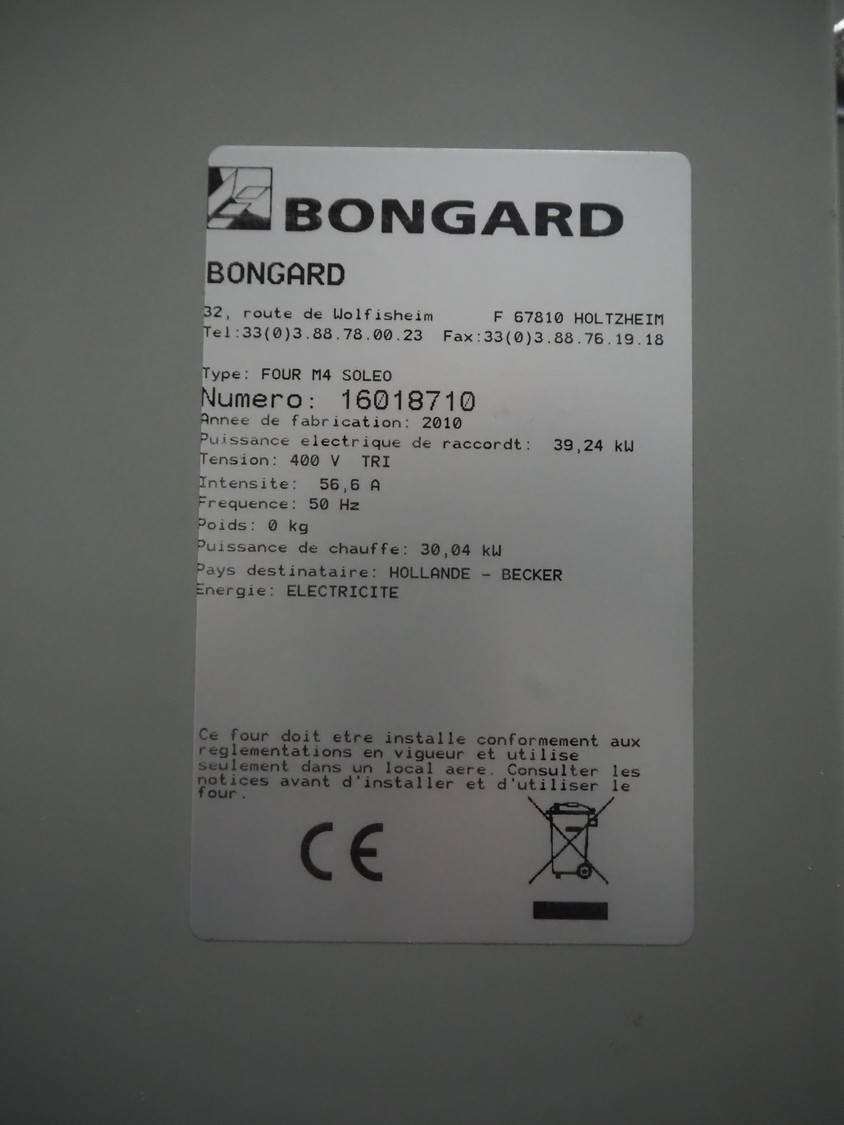 BONGARD
BONGARD
32, route de Wolfisheim F 67810 HOLTZHEIM
Tel:33(0)3.88.78.00.23 Fax:33(0)3.88.76.19.18
Type: FOUR M4 SOLEO
Numero: 16018710
Annee de fabrication: 2010
Puissance electrique de raccordt: 39,24 kW
Tension: 400 V TRI
Intensite: 56,6 A
Frequence: 50 Hz
Poids: 0 kg
Puissance de chauffe: 30,04 kW
Pays destinataire: HOLLANDE - BECKER
Energie: ELECTRICITE
Ce four doit etre installe conformement aux
reglementations en vigueur et utilise
seulement dans un local aere. Consulter les
notices avant d'installer et d'utiliser le
four.
CE